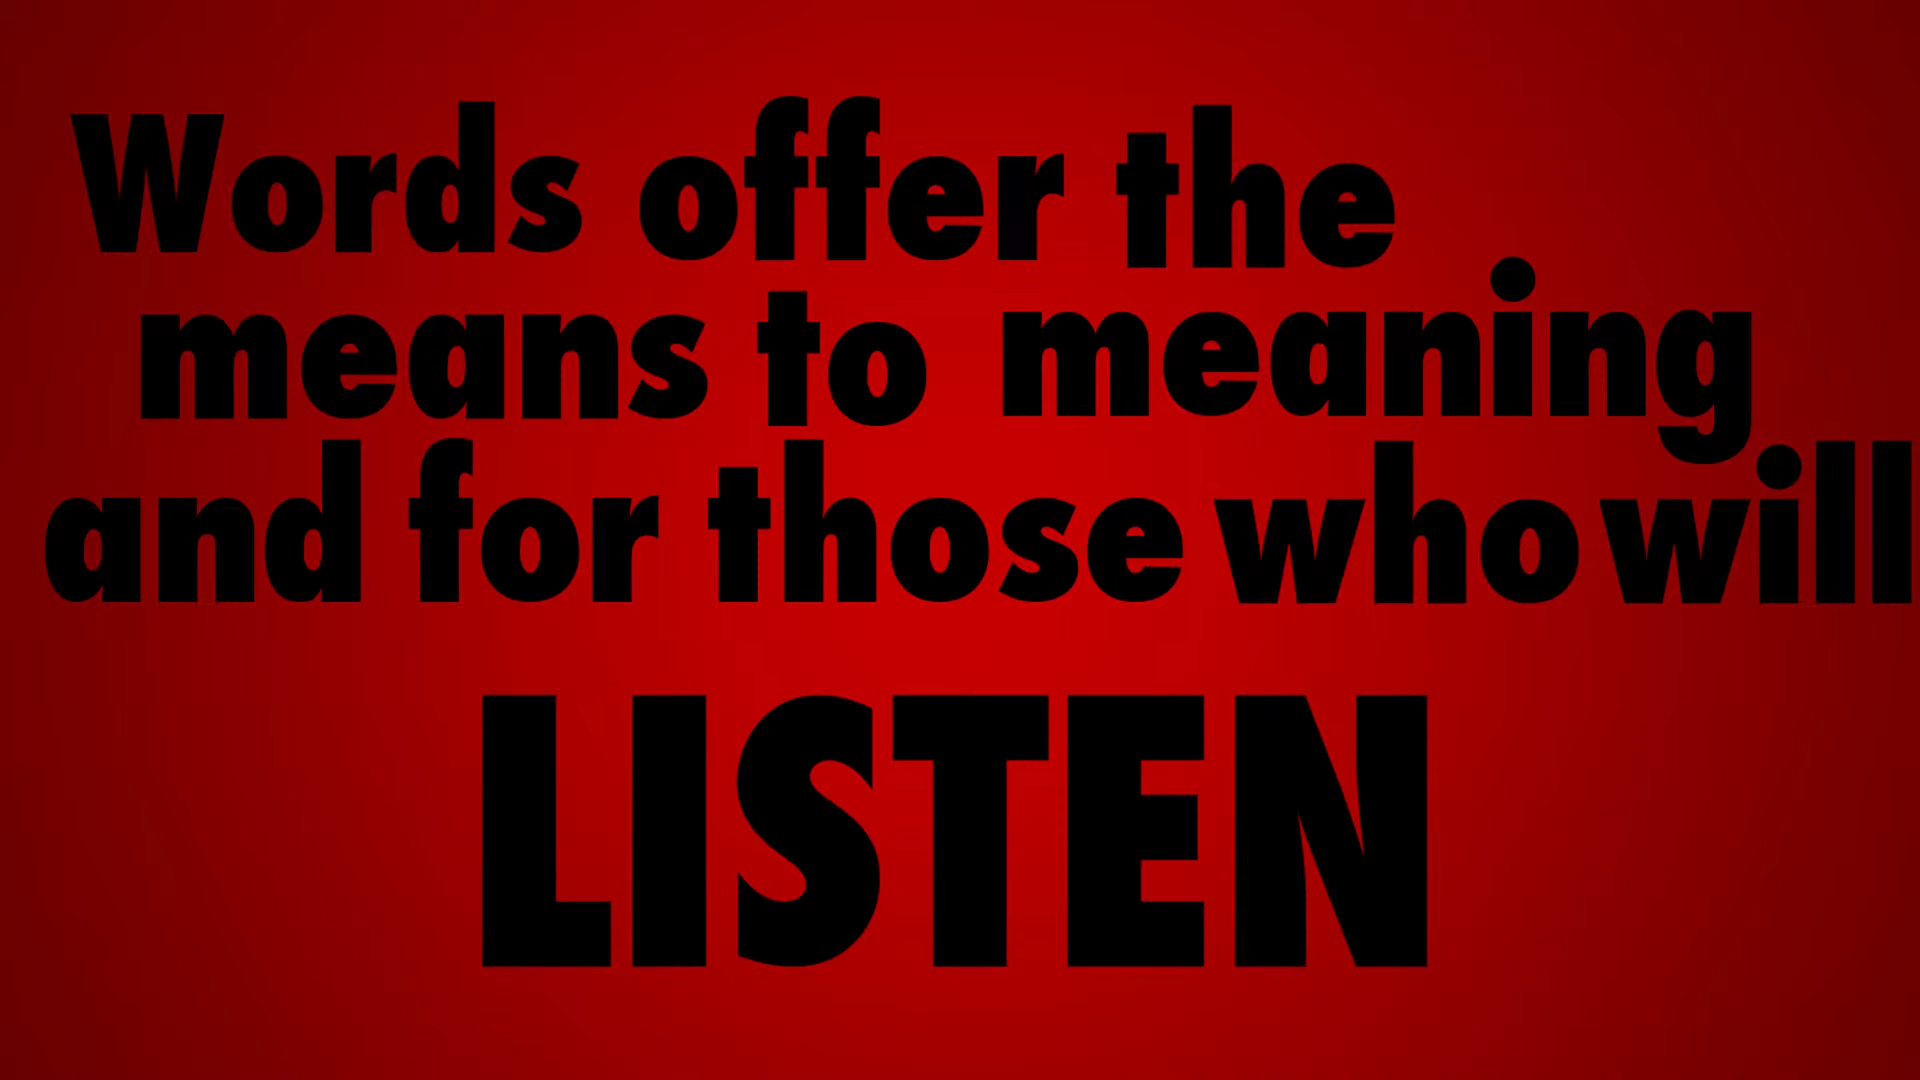 Words offer the
means to meaning
and for those who will
LISTEN